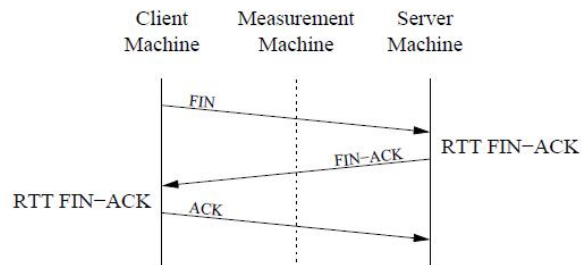 Client Measurement Server
Machine Machine Machine
FIN
RTT FIN−ACK
FIN−ACK
RTT FIN−ACK
ACK